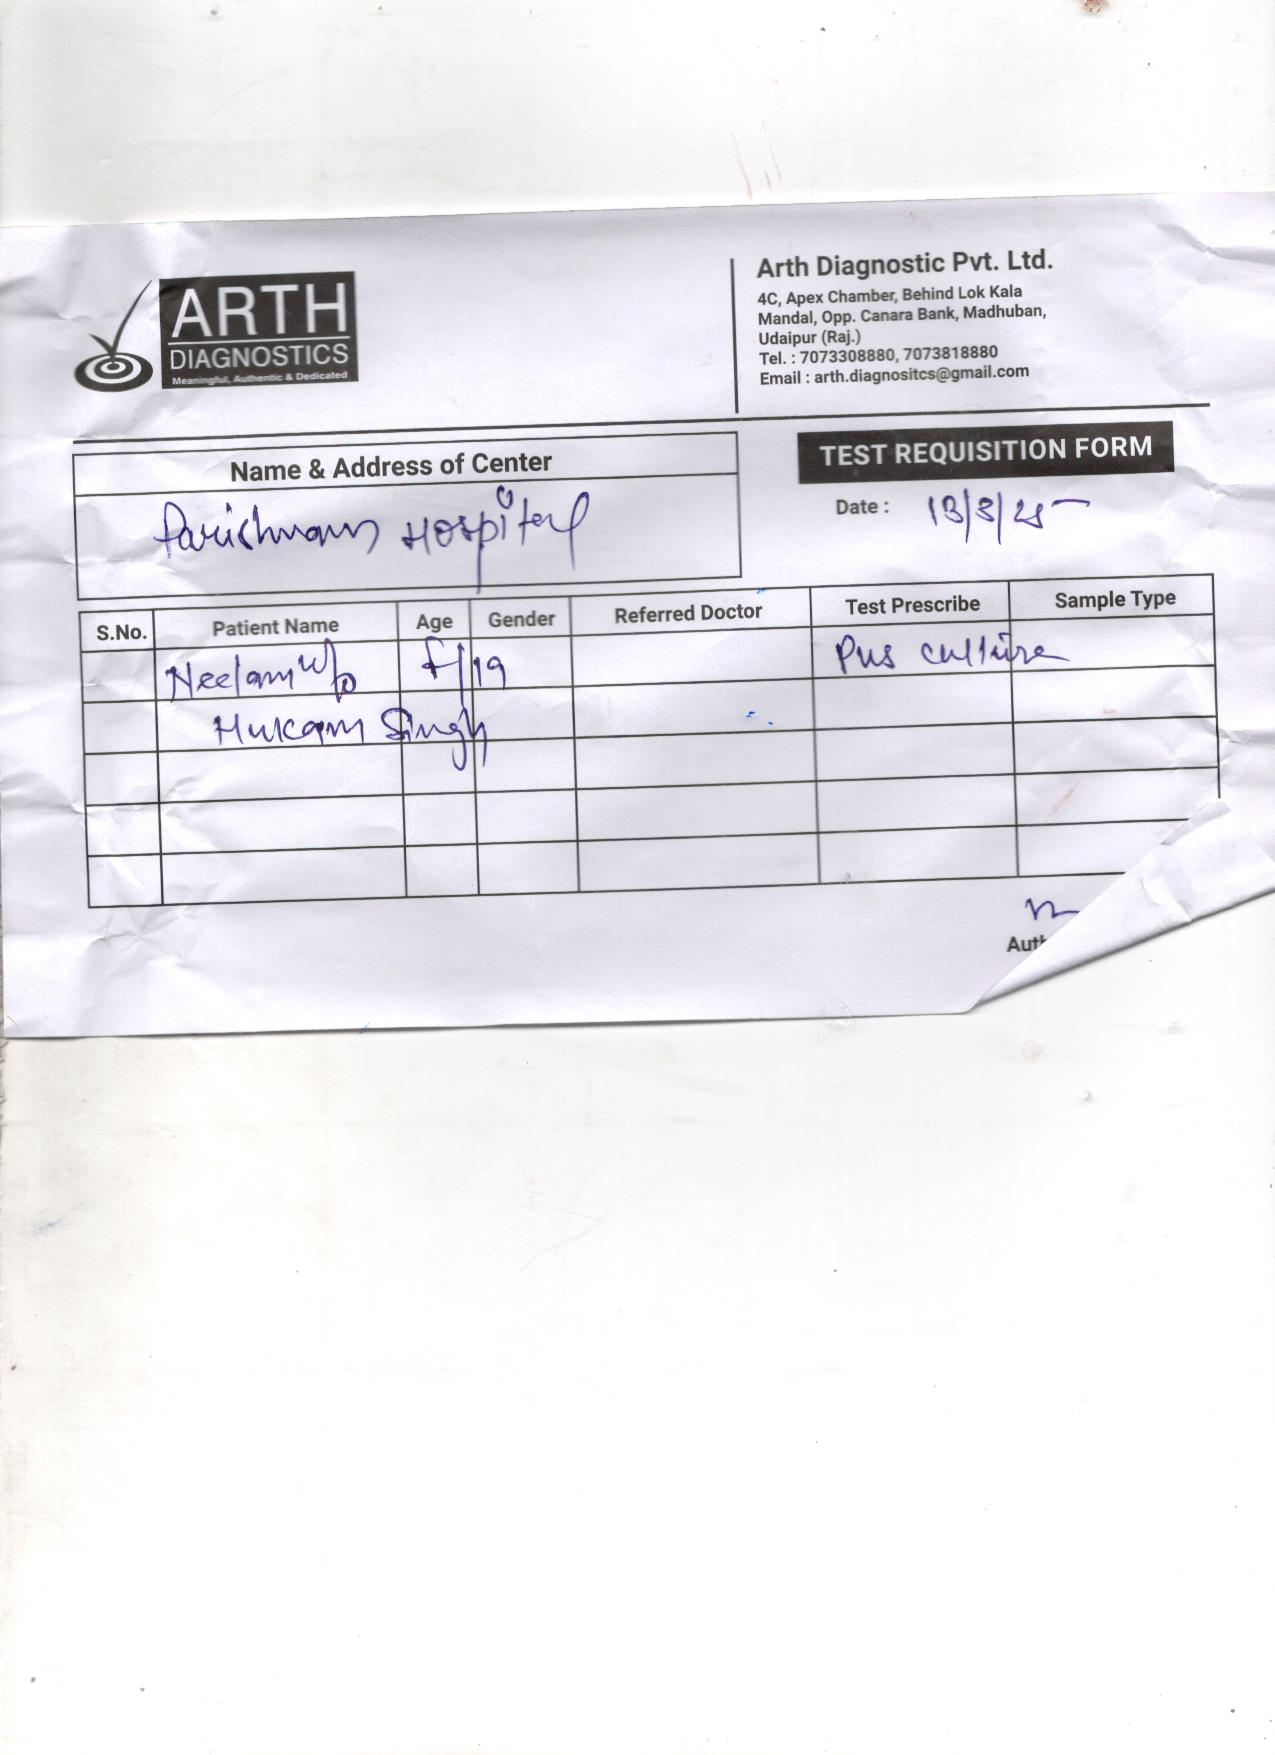 ARTH
DIAGNOSTICS
Meaningful, Authentic & Dedicated
Arth Diagnostic Pvt. Ltd.
4C, Apex Chamber, Behind Lok Kala
Mandal, Opp. Canara Bank, Madhuban,
Udaipur (Raj.)
Tel. : 7073308880, 7073818880
Email : arth.diagnositcs@gmail.com
Name & Address of Center
Hospital
TEST REQUISITION FORM
Date : 13/3/25
S.No. Patient Name Age Gender Referred Doctor Test Prescribe Sample Type
Neelam W/o F/19 Pus culture
Hukam Singh